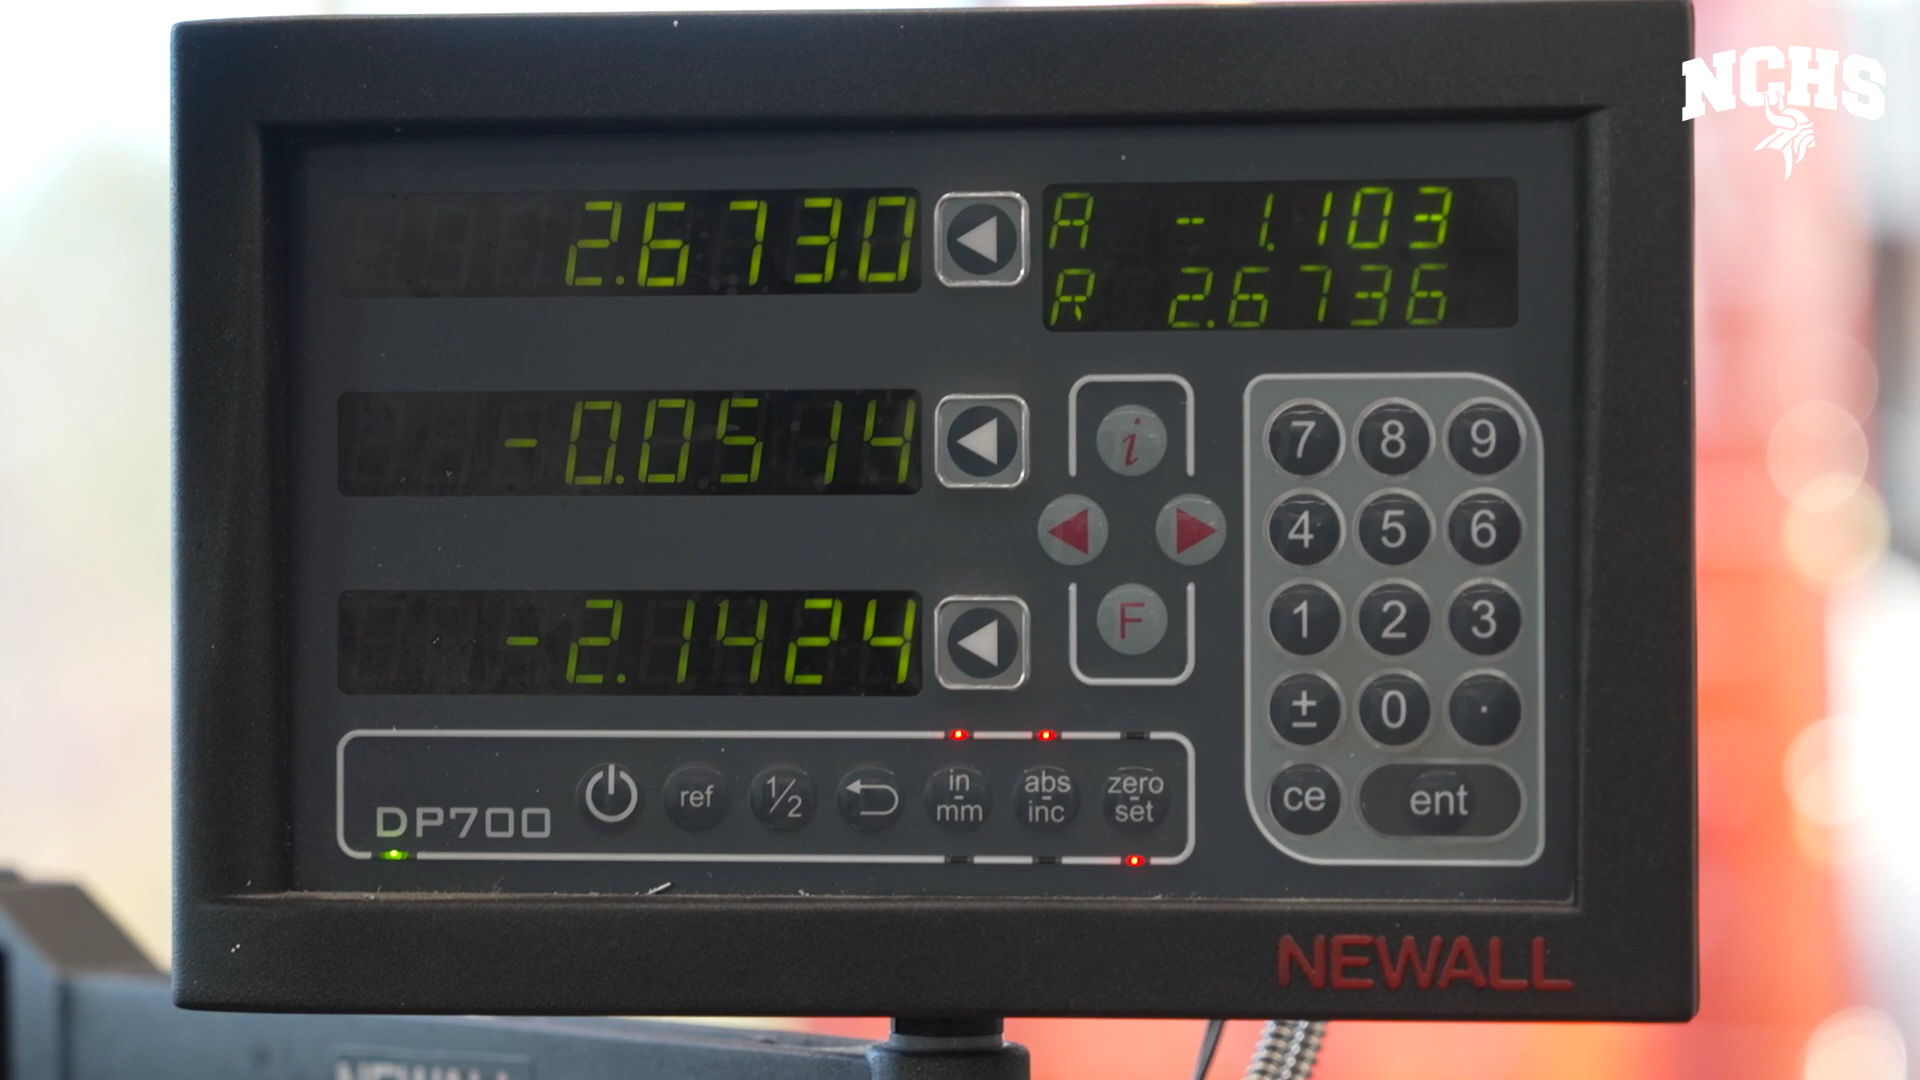 NCHS
2.6730
A -1.103
R 2.6736
-0.0514
-2.1424
i
F
7 8 9
4 5 6
1 2 3
± 0 .
ce ent
DP700
ref
1/2
in
mm
abs
inc
zero
set
NEWALL
NEWALL